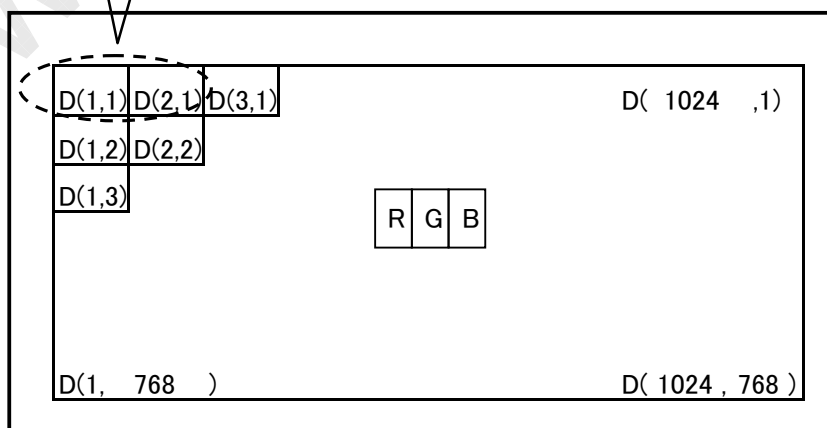 D(1,1) D(2,1) D(3,1) D( 1024 ,1)
D(1,2) D(2,2)
D(1,3)
R G B
D(1, 768 ) D( 1024 , 768 )